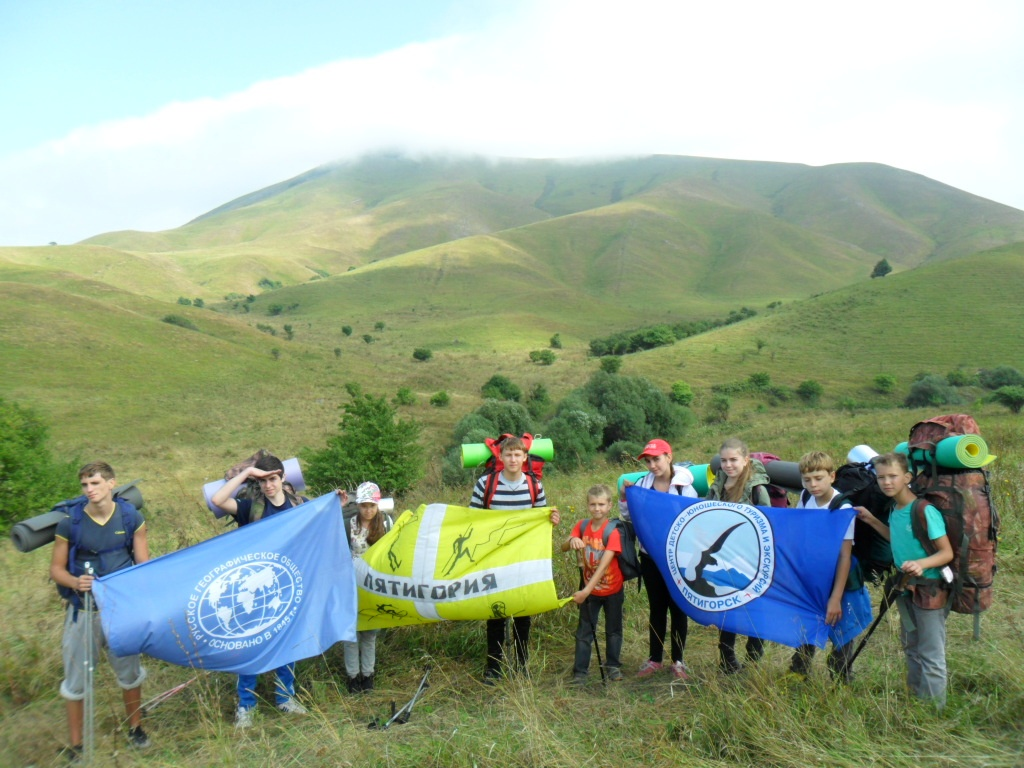 РУССКОЕ ГЕОГРАФИЧЕСКОЕ ОБЩЕСТВО
• ОСНОВАНО В 1845 Г. •
ПЯТИГОРИЯ
ЦЕНТР ДЕТСКО-ЮНОШЕСКОГО ТУРИЗМА И ЭКСКУРСИЙ
ПЯТИГОРСК